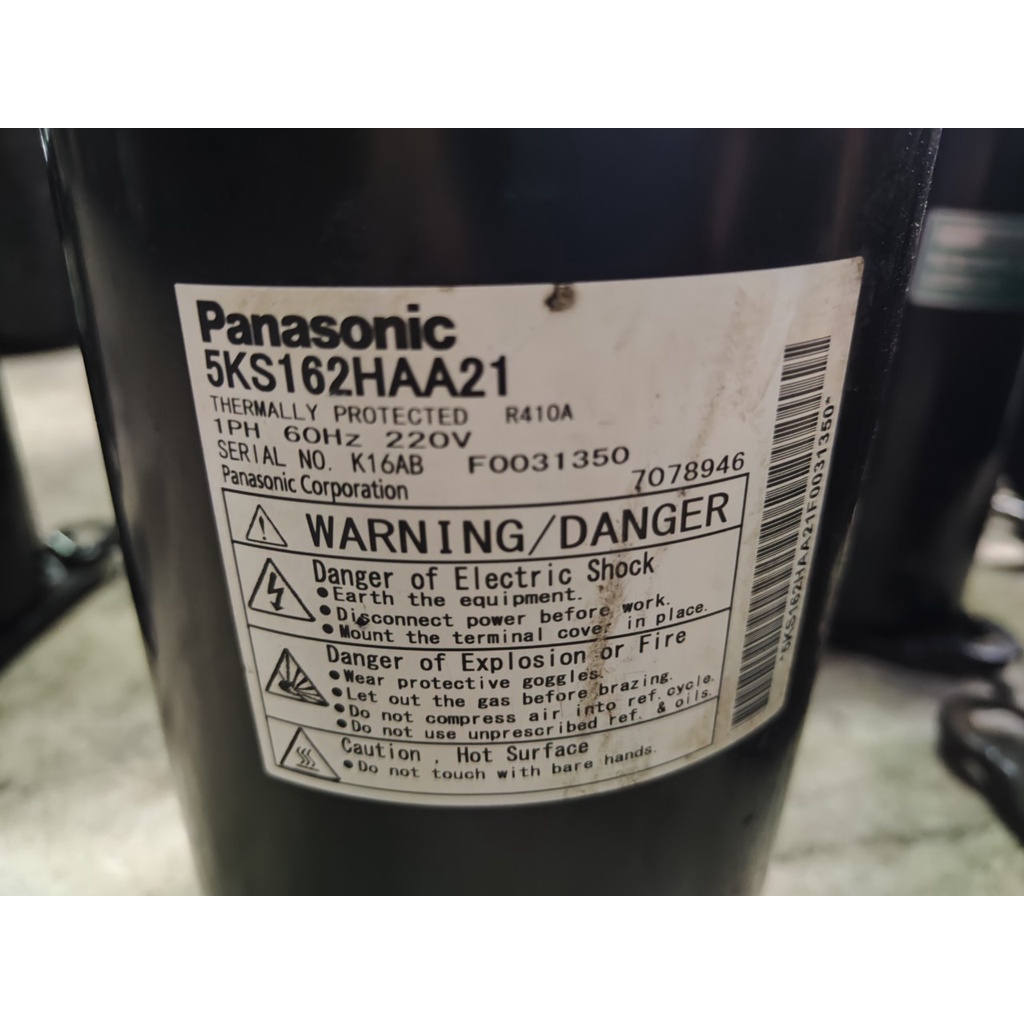 Panasonic
5KS162HAA21
THERMALLY PROTECTED R410A
1PH 60Hz 220V
SERIAL NO. K16AB F0031350
Panasonic Corporation 7078946
WARNING/DANGER
Danger of Electric Shock
•Earth the equipment.
•Disconnect power before work.
•Mount the terminal cover in place.
Danger of Explosion or Fire
•Wear protective goggles.
•Let out the gas before brazing.
•Do not compress air into ref.cycle.
•Do not use unprescribed ref. & oils.
Caution , Hot Surface
•Do not touch with bare hands.
*5KS162HAA21F0031350*